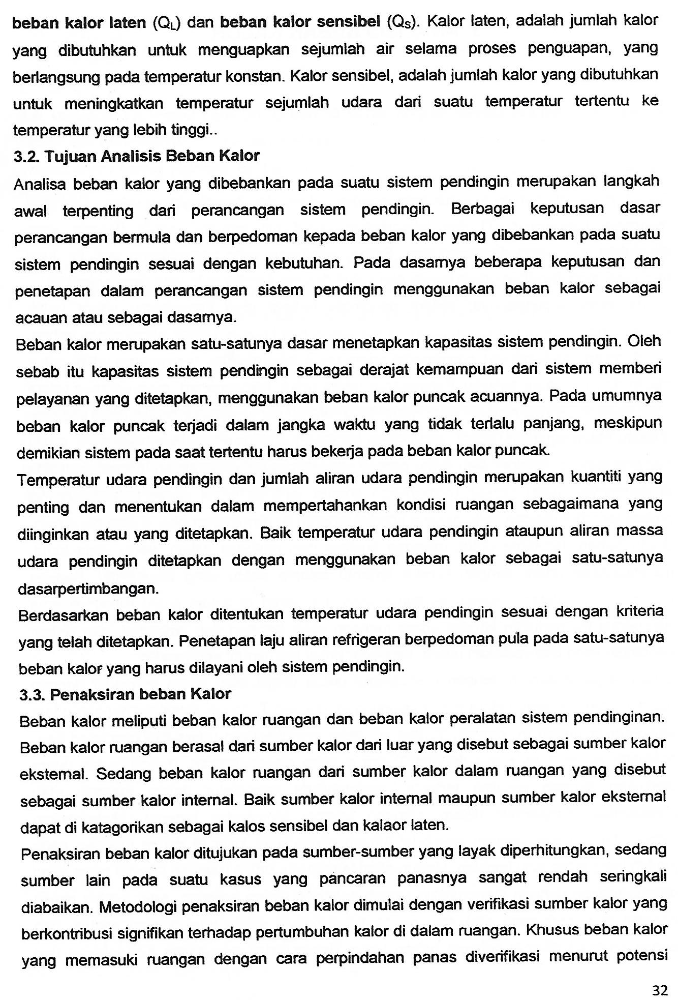 beban kalor laten (QL) dan beban kalor sensibel (Qs). Kalor laten, adalah jumlah kalor
yang dibutuhkan untuk menguapkan sejumlah air selama proses penguapan, yang
berlangsung pada temperatur konstan. Kalor sensibel, adalah jumlah kalor yang dibutuhkan
untuk meningkatkan temperatur sejumlah udara dari suatu temperatur tertentu ke
temperatur yang lebih tinggi..
3.2. Tujuan Analisis Beban Kalor
Analisa beban kalor yang dibebankan pada suatu sistem pendingin merupakan langkah
awal terpenting dari perancangan sistem pendingin. Berbagai keputusan dasar
perancangan bermula dan berpedoman kepada beban kalor yang dibebankan pada suatu
sistem pendingin sesuai dengan kebutuhan. Pada dasarnya beberapa keputusan dan
penetapan dalam perancangan sistem pendingin menggunakan beban kalor sebagai
acauan atau sebagai dasarnya.
Beban kalor merupakan satu-satunya dasar menetapkan kapasitas sistem pendingin. Oleh
sebab itu kapasitas sistem pendingin sebagai derajat kemampuan dari sistem memberi
pelayanan yang ditetapkan, menggunakan beban kalor puncak acuannya. Pada umumnya
beban kalor puncak terjadi dalam jangka waktu yang tidak terlalu panjang, meskipun
demikian sistem pada saat tertentu harus bekerja pada beban kalor puncak.
Temperatur udara pendingin dan jumlah aliran udara pendingin merupakan kuantiti yang
penting dan menentukan dalam mempertahankan kondisi ruangan sebagaimana yang
diinginkan atau yang ditetapkan. Baik temperatur udara pendingin ataupun aliran massa
udara pendingin ditetapkan dengan menggunakan beban kalor sebagai satu-satunya
dasarpertimbangan.
Berdasarkan beban kalor ditentukan temperatur udara pendingin sesuai dengan kriteria
yang telah ditetapkan. Penetapan laju aliran refrigeran berpedoman pula pada satu-satunya
beban kalor yang harus dilayani oleh sistem pendingin.
3.3. Penaksiran beban Kalor
Beban kalor meliputi beban kalor ruangan dan beban kalor peralatan sistem pendinginan.
Beban kalor ruangan berasal dari sumber kalor dari luar yang disebut sebagai sumber kalor
eksternal. Sedang beban kalor ruangan dari sumber kalor dalam ruangan yang disebut
sebagai sumber kalor internal. Baik sumber kalor internal maupun sumber kalor eksternal
dapat di katagorikan sebagai kalos sensibel dan kalaor laten.
Penaksiran beban kalor ditujukan pada sumber-sumber yang layak diperhitungkan, sedang
sumber lain pada suatu kasus yang pancaran panasnya sangat rendah seringkali
diabaikan. Metodologi penaksiran beban kalor dimulai dengan verifikasi sumber kalor yang
berkontribusi signifikan terhadap pertumbuhan kalor di dalam ruangan. Khusus beban kalor
yang memasuki ruangan dengan cara perpindahan panas diverifikasi menurut potensi
32